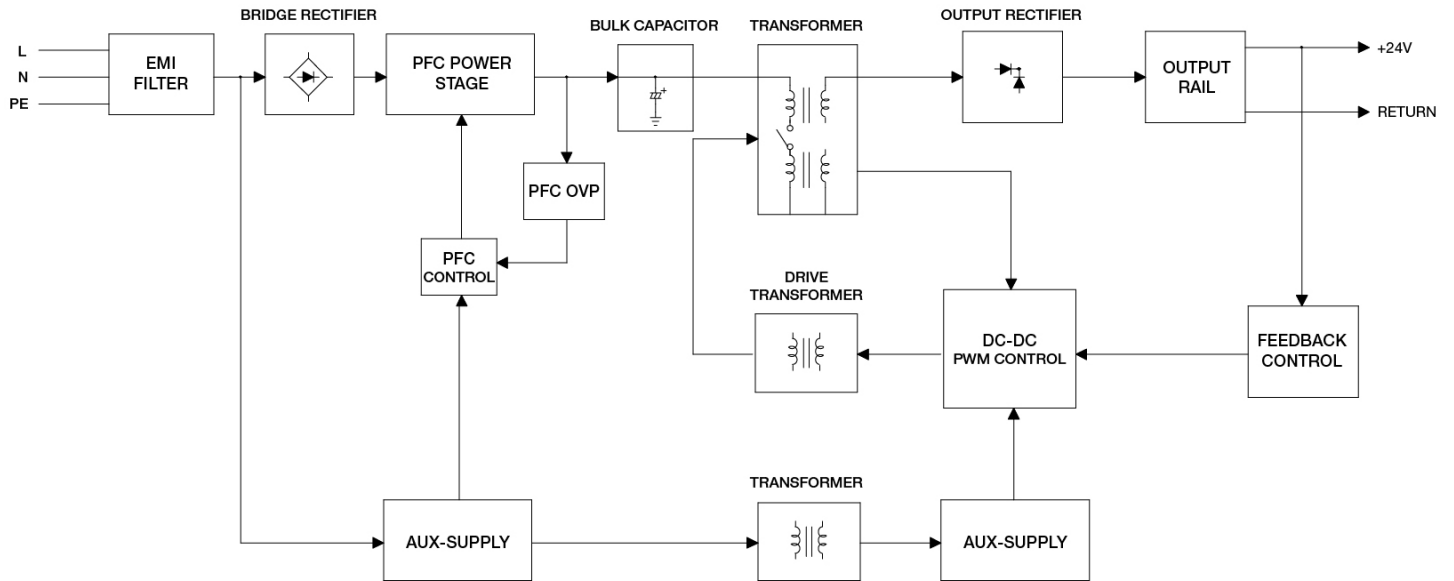 BRIDGE RECTIFIER
BULK CAPACITOR
TRANSFORMER
OUTPUT RECTIFIER
L
N
PE
EMI
FILTER
PFC POWER
STAGE
+
OUTPUT
RAIL
+24V
RETURN
PFC OVP
PFC
CONTROL
DRIVE
TRANSFORMER
DC-DC
PWM CONTROL
FEEDBACK
CONTROL
TRANSFORMER
AUX-SUPPLY
AUX-SUPPLY